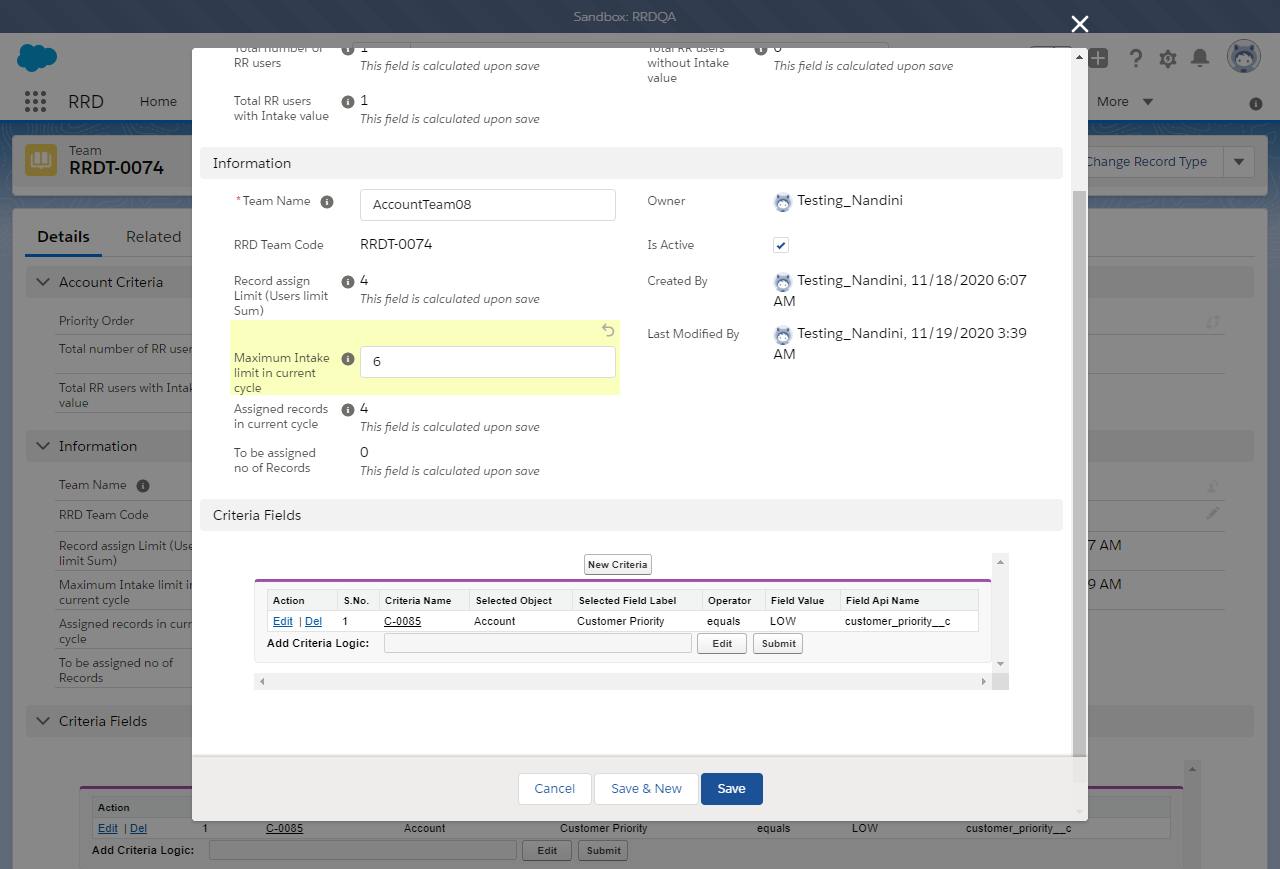 Sandbox: RRDQA
RRD
Home
More
Team
RRDT-0074
Change Record Type
Details
Related
Account Criteria
Priority Order
Total number of RR user
Total RR users with Intak
value
Information
Team Name
RRD Team Code
Record assign Limit (Use
limit Sum)
Maximum Intake limit in
current cycle
Assigned records in curr
cycle
To be assigned no of
Records
7 AM
9 AM
Criteria Fields
Action
Edit | Del 1 C-0085 Account Customer Priority equals LOW customer_priority__c
Add Criteria Logic: Edit Submit
Total number of
RR users
1
This field is calculated upon save
Total RR users
without Intake
value
0
This field is calculated upon save
Total RR users
with Intake value
1
This field is calculated upon save
Information
*Team Name
AccountTeam08
Owner
Testing_Nandini
RRD Team Code
RRDT-0074
Is Active
Record assign
Limit (Users limit
Sum)
4
This field is calculated upon save
Created By
Testing_Nandini, 11/18/2020 6:07
AM
Maximum Intake
limit in current
cycle
6
Last Modified By
Testing_Nandini, 11/19/2020 3:39
AM
Assigned records
in current cycle
4
This field is calculated upon save
To be assigned
no of Records
0
This field is calculated upon save
Criteria Fields
New Criteria
Action S.No. Criteria Name Selected Object Selected Field Label Operator Field Value Field Api Name
Edit | Del 1 C-0085 Account Customer Priority equals LOW customer_priority__c
Add Criteria Logic: Edit Submit
Cancel
Save & New
Save